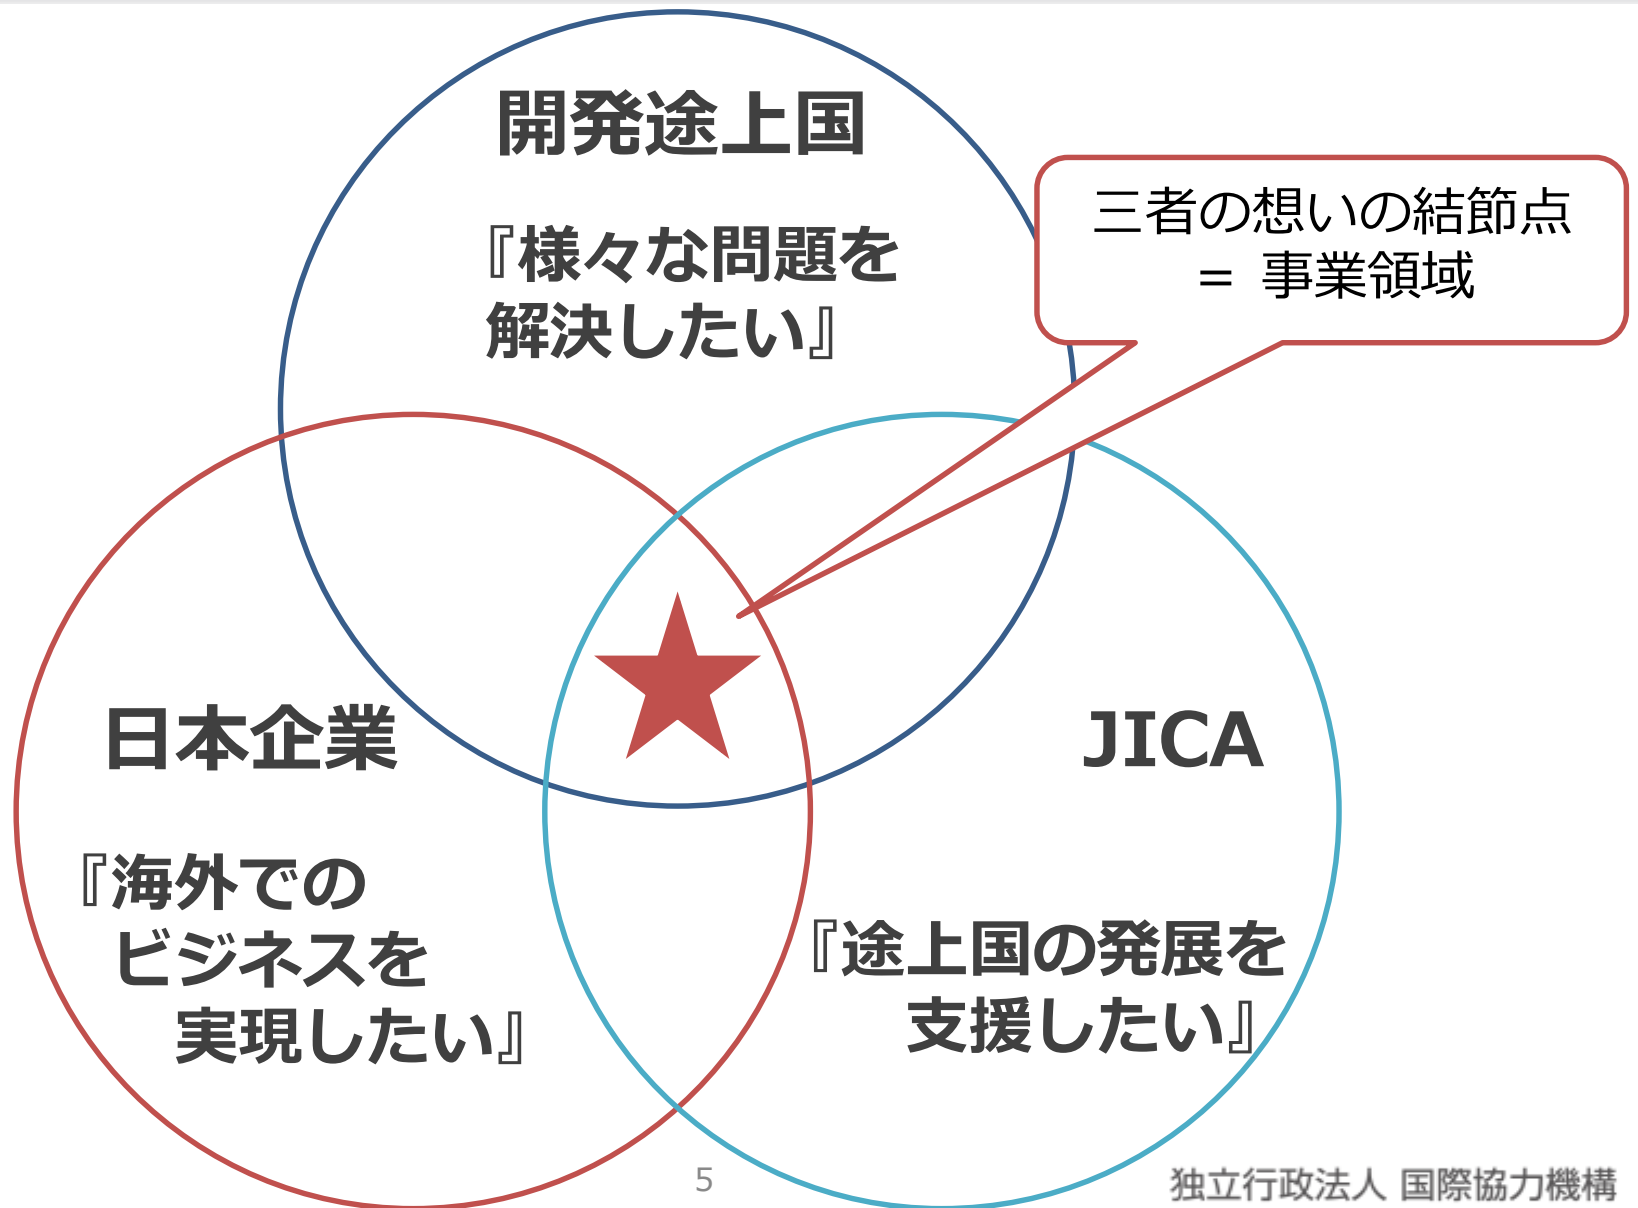 開発途上国
『様々な問題を
解決したい』
三者の想いの結節点
= 事業領域
日本企業
『海外での
ビジネスを
実現したい』
JICA
『途上国の発展を
支援したい』
5
独立行政法人 国際協力機構